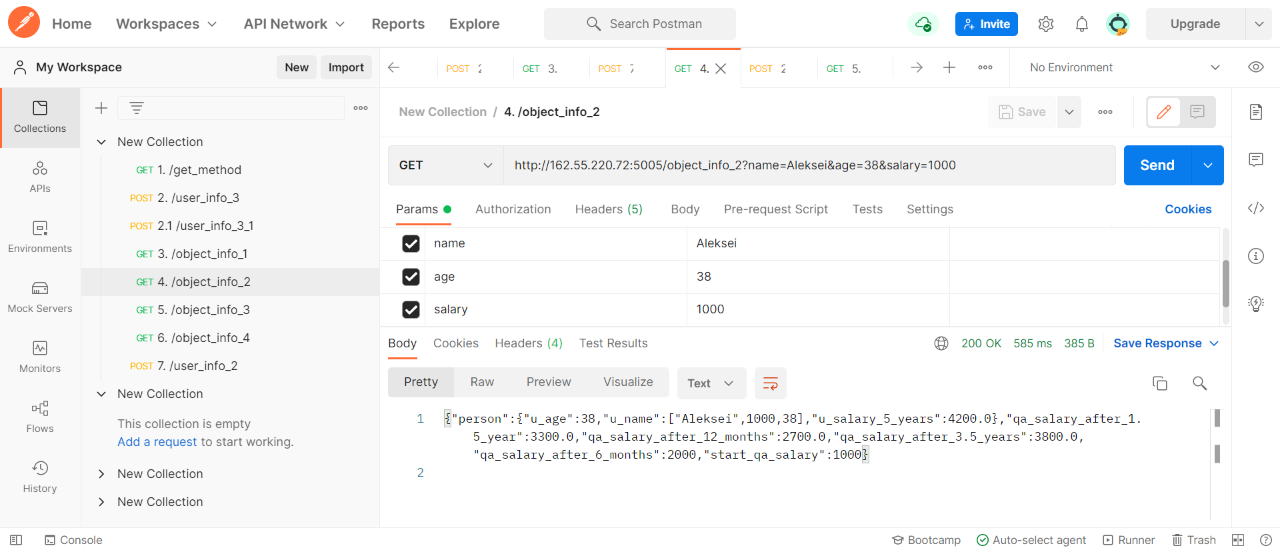 Home Workspaces API Network Reports Explore Search Postman Invite Upgrade
My Workspace New Import
POST 2 GET 3. POST 7 GET 4. POST 2 GET 5. No Environment
New Collection / 4. /object_info_2 Save
GET http://162.55.220.72:5005/object_info_2?name=Aleksei&age=38&salary=1000 Send
Params Authorization Headers (5) Body Pre-request Script Tests Settings Cookies
name Aleksei
age 38
salary 1000
Body Cookies Headers (4) Test Results 200 OK 585 ms 385 B Save Response
Pretty Raw Preview Visualize Text
1 {"person":{"u_age":38,"u_name":["Aleksei",1000,38],"u_salary_5_years":4200.0},"qa_salary_after_1.
5_year":3300.0,"qa_salary_after_12_months":2700.0,"qa_salary_after_3.5_years":3800.0,
"qa_salary_after_6_months":2000,"start_qa_salary":1000}
2
Collections
APIs
Environments
Mock Servers
Monitors
Flows
History
New Collection
GET 1. /get_method
POST 2. /user_info_3
POST 2.1 /user_info_3_1
GET 3. /object_info_1
GET 4. /object_info_2
GET 5. /object_info_3
GET 6. /object_info_4
POST 7. /user_info_2
New Collection
This collection is empty
Add a request to start working.
New Collection
New Collection
Console Bootcamp Auto-select agent Runner Trash